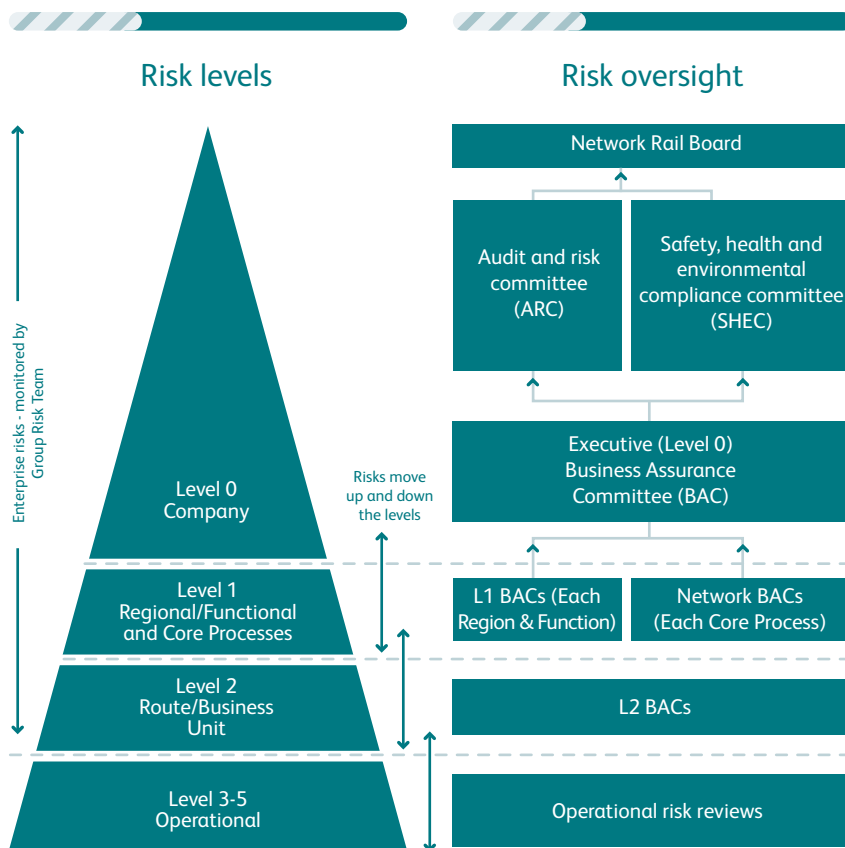 Risk levels
Enterprise risks - monitored by
Group Risk Team
Level 0
Company
Risks move
up and down
the levels
Level 1
Regional/Functional
and Core Processes
Level 2
Route/Business
Unit
Level 3-5
Operational
Risk oversight
Network Rail Board
Audit and risk
committee
(ARC)
Safety, health and
environmental
compliance committee
(SHEC)
Executive (Level 0)
Business Assurance
Committee (BAC)
L1 BACs (Each
Region & Function)
Network BACs
(Each Core Process)
L2 BACs
Operational risk reviews